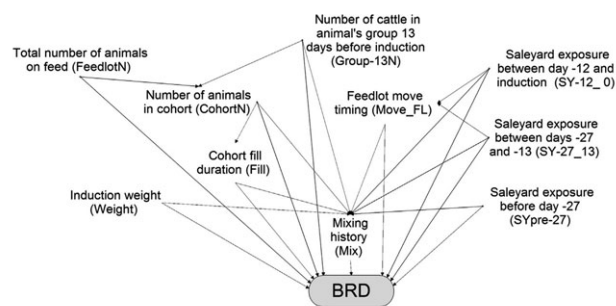 Number of cattle in
animal's group 13
days before induction
(Group-13N)
Total number of animals
on feed (FeedlotN)
Saleyard exposure
between day -12 and
induction (SY-12_ 0)
Number of animals
in cohort (CohortN)
Feedlot move
timing (Move_FL)
Saleyard exposure
between days -27
and -13 (SY-27_13)
Cohort fill
duration (Fill)
Induction weight
(Weight)
Saleyard exposure
before day -27
(SYpre-27)
Mixing
history
(Mix)
BRD